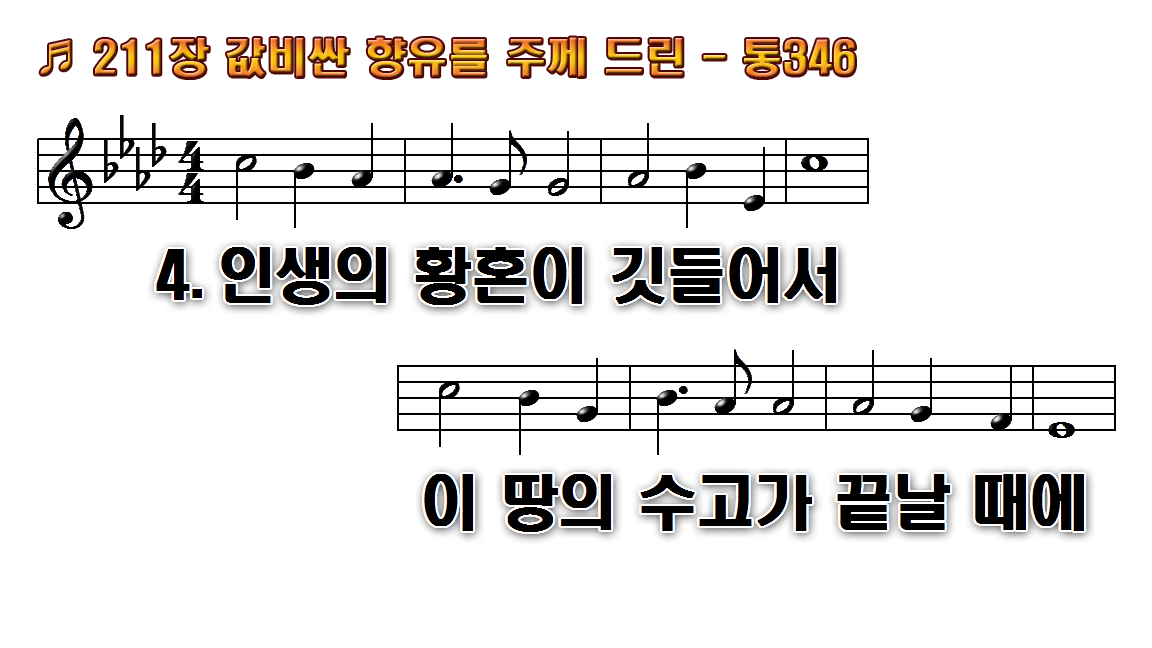 ♬ 211장 값비싼 향유를 주께 드린 - 통346
4
4
4. 인생의 황혼이 깃들어서
이 땅의 수고가 끝날 때에